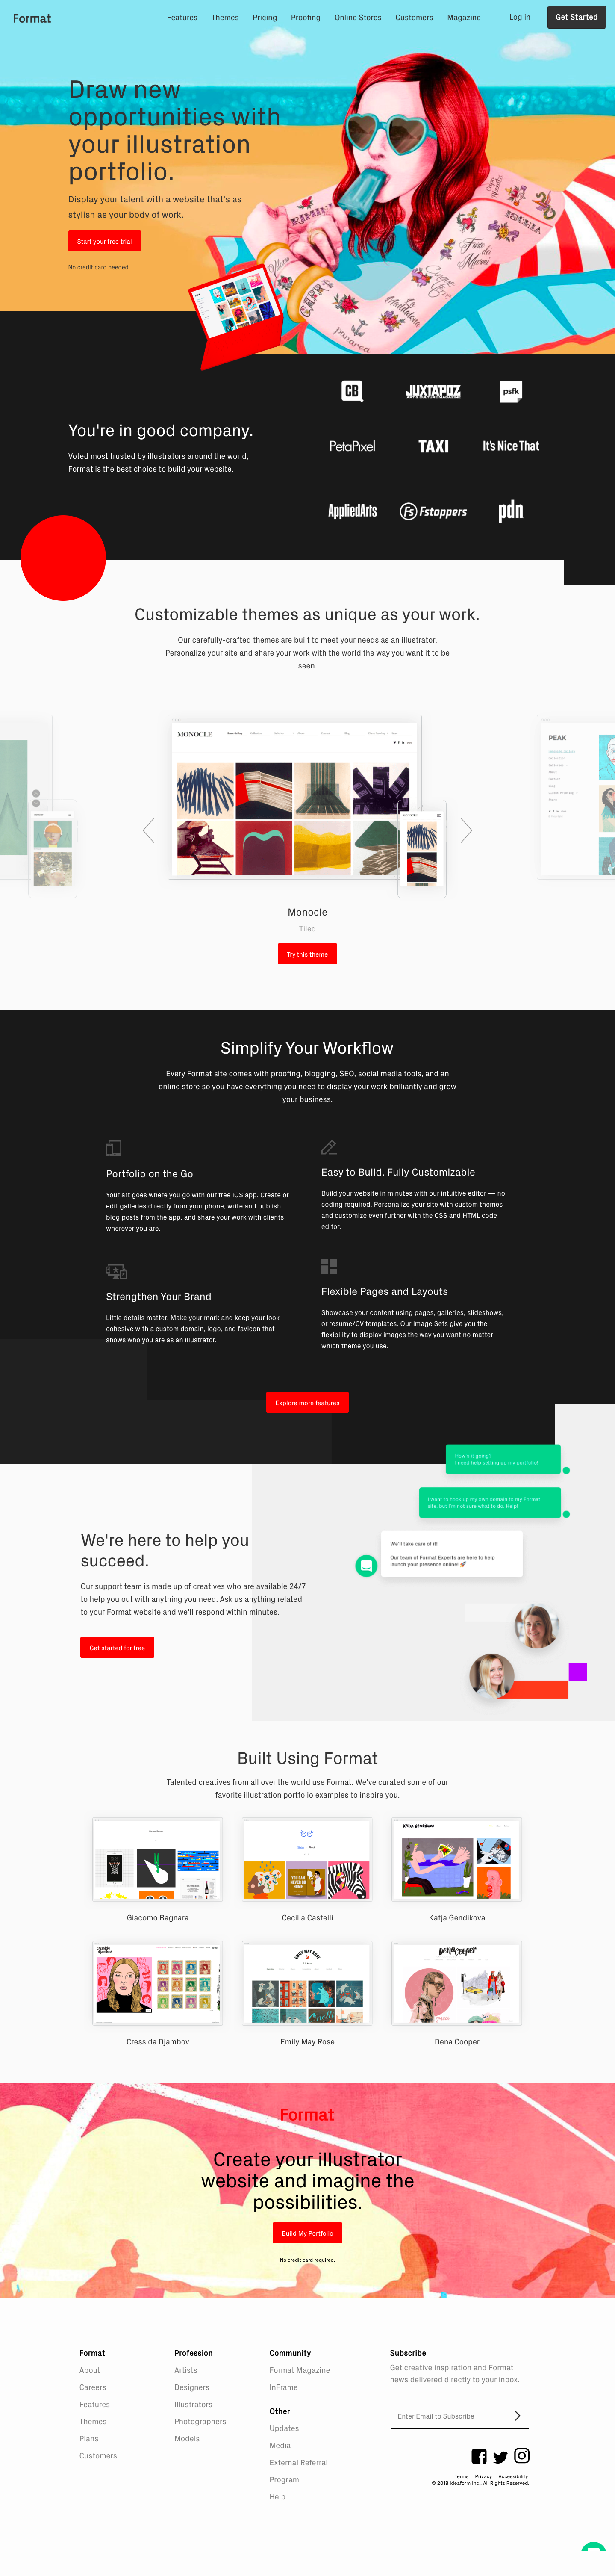 Format
Features
Themes
Pricing
Proofing
Online Stores
Customers
Magazine
Log in
Get Started
Draw new
opportunities with
your illustration
portfolio.
Display your talent with a website that's as
stylish as your body of work.
Start your free trial
No credit card needed.
You're in good company.
Voted most trusted by illustrators around the world,
Format is the best choice to build your website.
CB
JUXTAPOZ
ART & CULTURE MAGAZINE
psfk
PetaPixel
TAXI
It's Nice That
AppliedArts
Fs Fstoppers
pdn
Customizable themes as unique as your work.
Our carefully-crafted themes are built to meet your needs as an illustrator.
Personalize your site and share your work with the world the way you want it to be
seen.
MONOCLE
MONOCLE
PEAK
Monocle
Tiled
Try this theme
Simplify Your Workflow
Every Format site comes with proofing, blogging, SEO, social media tools, and an
online store so you have everything you need to display your work brilliantly and grow
your business.
Portfolio on the Go
Your art goes where you go with our free iOS app. Create or
edit galleries directly from your phone, write and publish
blog posts from the app, and share your work with clients
wherever you are.
Easy to Build, Fully Customizable
Build your website in minutes with our intuitive editor — no
coding required. Personalize your site with custom themes
and customize even further with the CSS and HTML code
editor.
Strengthen Your Brand
Little details matter. Make your mark and keep your look
cohesive with a custom domain, logo, and favicon that
shows who you are as an illustrator.
Flexible Pages and Layouts
Showcase your content using pages, galleries, slideshows,
or resume/CV templates. Our Image Sets give you the
flexibility to display images the way you want no matter
which theme you use.
Explore more features
How's it going?
I need help setting up my portfolio!
I want to hook up my own domain to my Format
site, but I'm not sure what to do. Help!
We'll take care of it!
Our team of Format Experts are here to help
launch your presence online! 🚀
We're here to help you
succeed.
Our support team is made up of creatives who are available 24/7
to help you out with anything you need. Ask us anything related
to your Format website and we'll respond within minutes.
Get started for free
Built Using Format
Talented creatives from all over the world use Format. We've curated some of our
favorite illustration portfolio examples to inspire you.
Giacomo Bagnara
Cecilia Castelli
KATJA GENDIKOVA
Katja Gendikova
Cressida Djambov
EMILY MAY ROSE
Emily May Rose
DENA COOPER
Dena Cooper
Format
Create your illustrator
website and imagine the
possibilities.
Build My Portfolio
No credit card required.
Format
About
Careers
Features
Themes
Plans
Customers
Profession
Artists
Designers
Illustrators
Photographers
Models
Community
Format Magazine
InFrame
Other
Updates
Media
External Referral
Program
Help
Subscribe
Get creative inspiration and Format
news delivered directly to your inbox.
Enter Email to Subscribe
Terms
Privacy
Accessibility
© 2018 Ideaform Inc., All Rights Reserved.